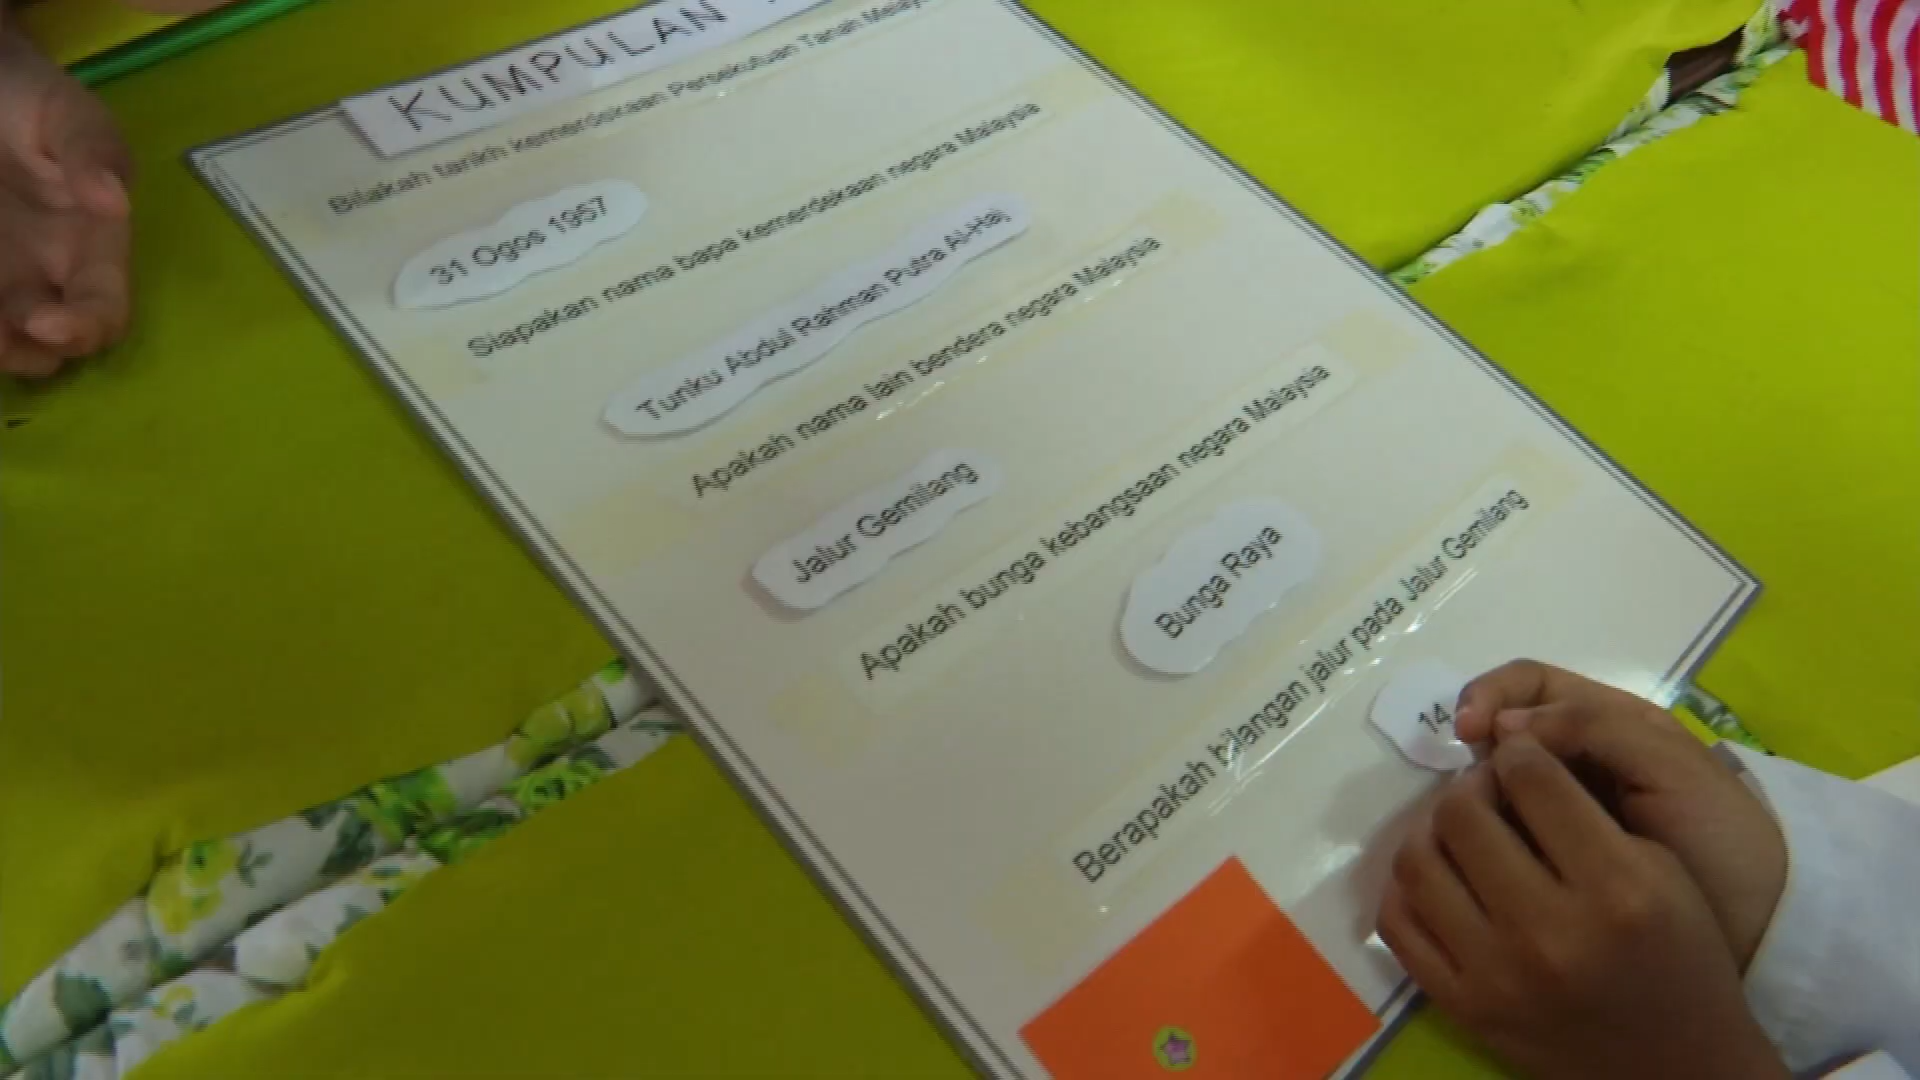 KUMPULAN
Bilakah tarikh kemerdekaan Persekutuan Tanah
31 Ogos 1957
Siapakan nama bapa kemerdekaan negara Malaysia
Tunku Abdul Rahman Putra Al-Haj
Apakah nama lain bendera negara Malaysia
Jalur Gemilang
Apakah bunga kebangsaan negara Malaysia
Bunga Raya
Berapakah bilangan jalur pada Jalur Gemilang
14